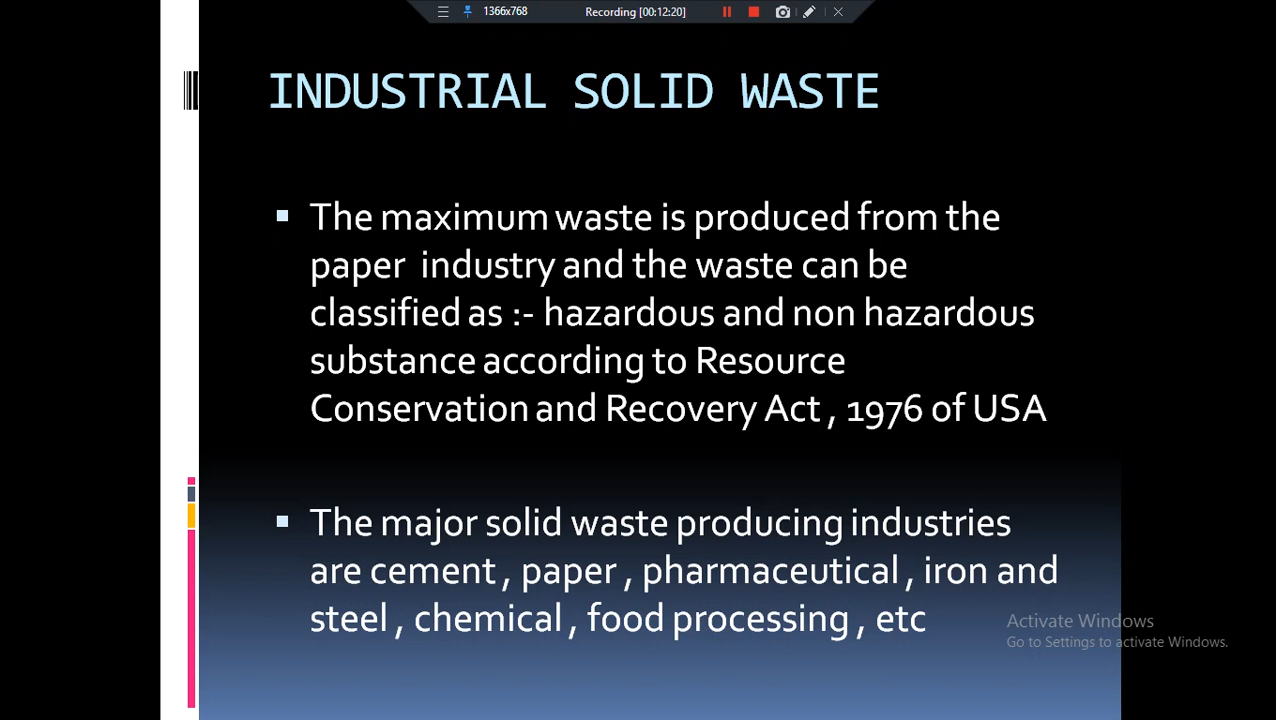 1366x768 Recording [00:12:20]
INDUSTRIAL SOLID WASTE
▪ The maximum waste is produced from the
paper industry and the waste can be
classified as :- hazardous and non hazardous
substance according to Resource
Conservation and Recovery Act , 1976 of USA
▪ The major solid waste producing industries
are cement , paper , pharmaceutical , iron and
steel , chemical , food processing , etc
Activate Windows
Go to Settings to activate Windows.